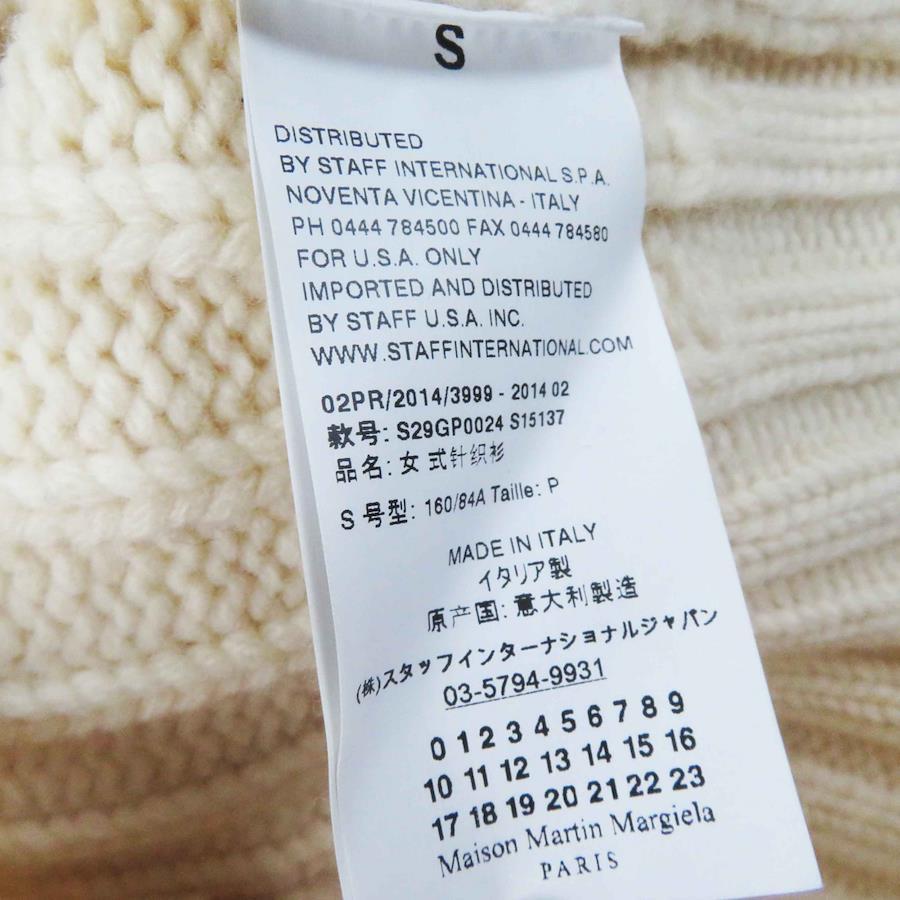 S
DISTRIBUTED
BY STAFF INTERNATIONAL S.P.A.
NOVENTA VICENTINA - ITALY
PH 0444 784500 FAX 0444 784580
FOR U.S.A. ONLY
IMPORTED AND DISTRIBUTED
BY STAFF U.S.A. INC.
WWW.STAFFINTERNATIONAL.COM
02PR/2014/3999 - 2014 02
款号: S29GP0024 S15137
品名: 女式针织衫
S 号型: 160/84A Taille: P
MADE IN ITALY
イタリア製
原产国: 意大利製造
(株)スタッフインターナショナルジャパン
03-5794-9931
0 1 2 3 4 5 6 7 8 9
10 11 12 13 14 15 16
17 18 19 20 21 22 23
Maison Martin Margiela
PARIS